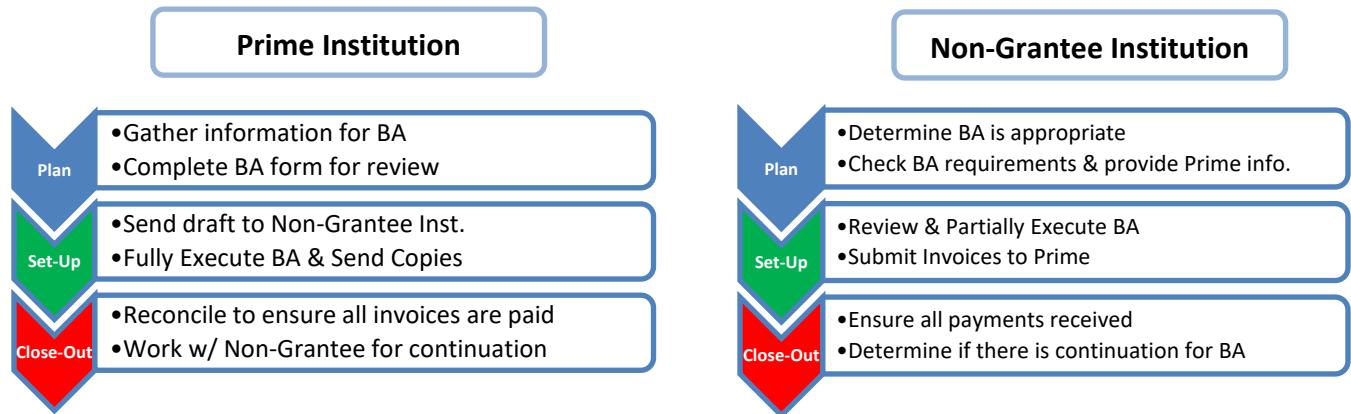 Prime Institution
Plan
•Gather information for BA
•Complete BA form for review
Set-Up
•Send draft to Non-Grantee Inst.
•Fully Execute BA & Send Copies
Close-Out
•Reconcile to ensure all invoices are paid
•Work w/ Non-Grantee for continuation
Non-Grantee Institution
Plan
•Determine BA is appropriate
•Check BA requirements & provide Prime info.
Set-Up
•Review & Partially Execute BA
•Submit Invoices to Prime
Close-Out
•Ensure all payments received
•Determine if there is continuation for BA